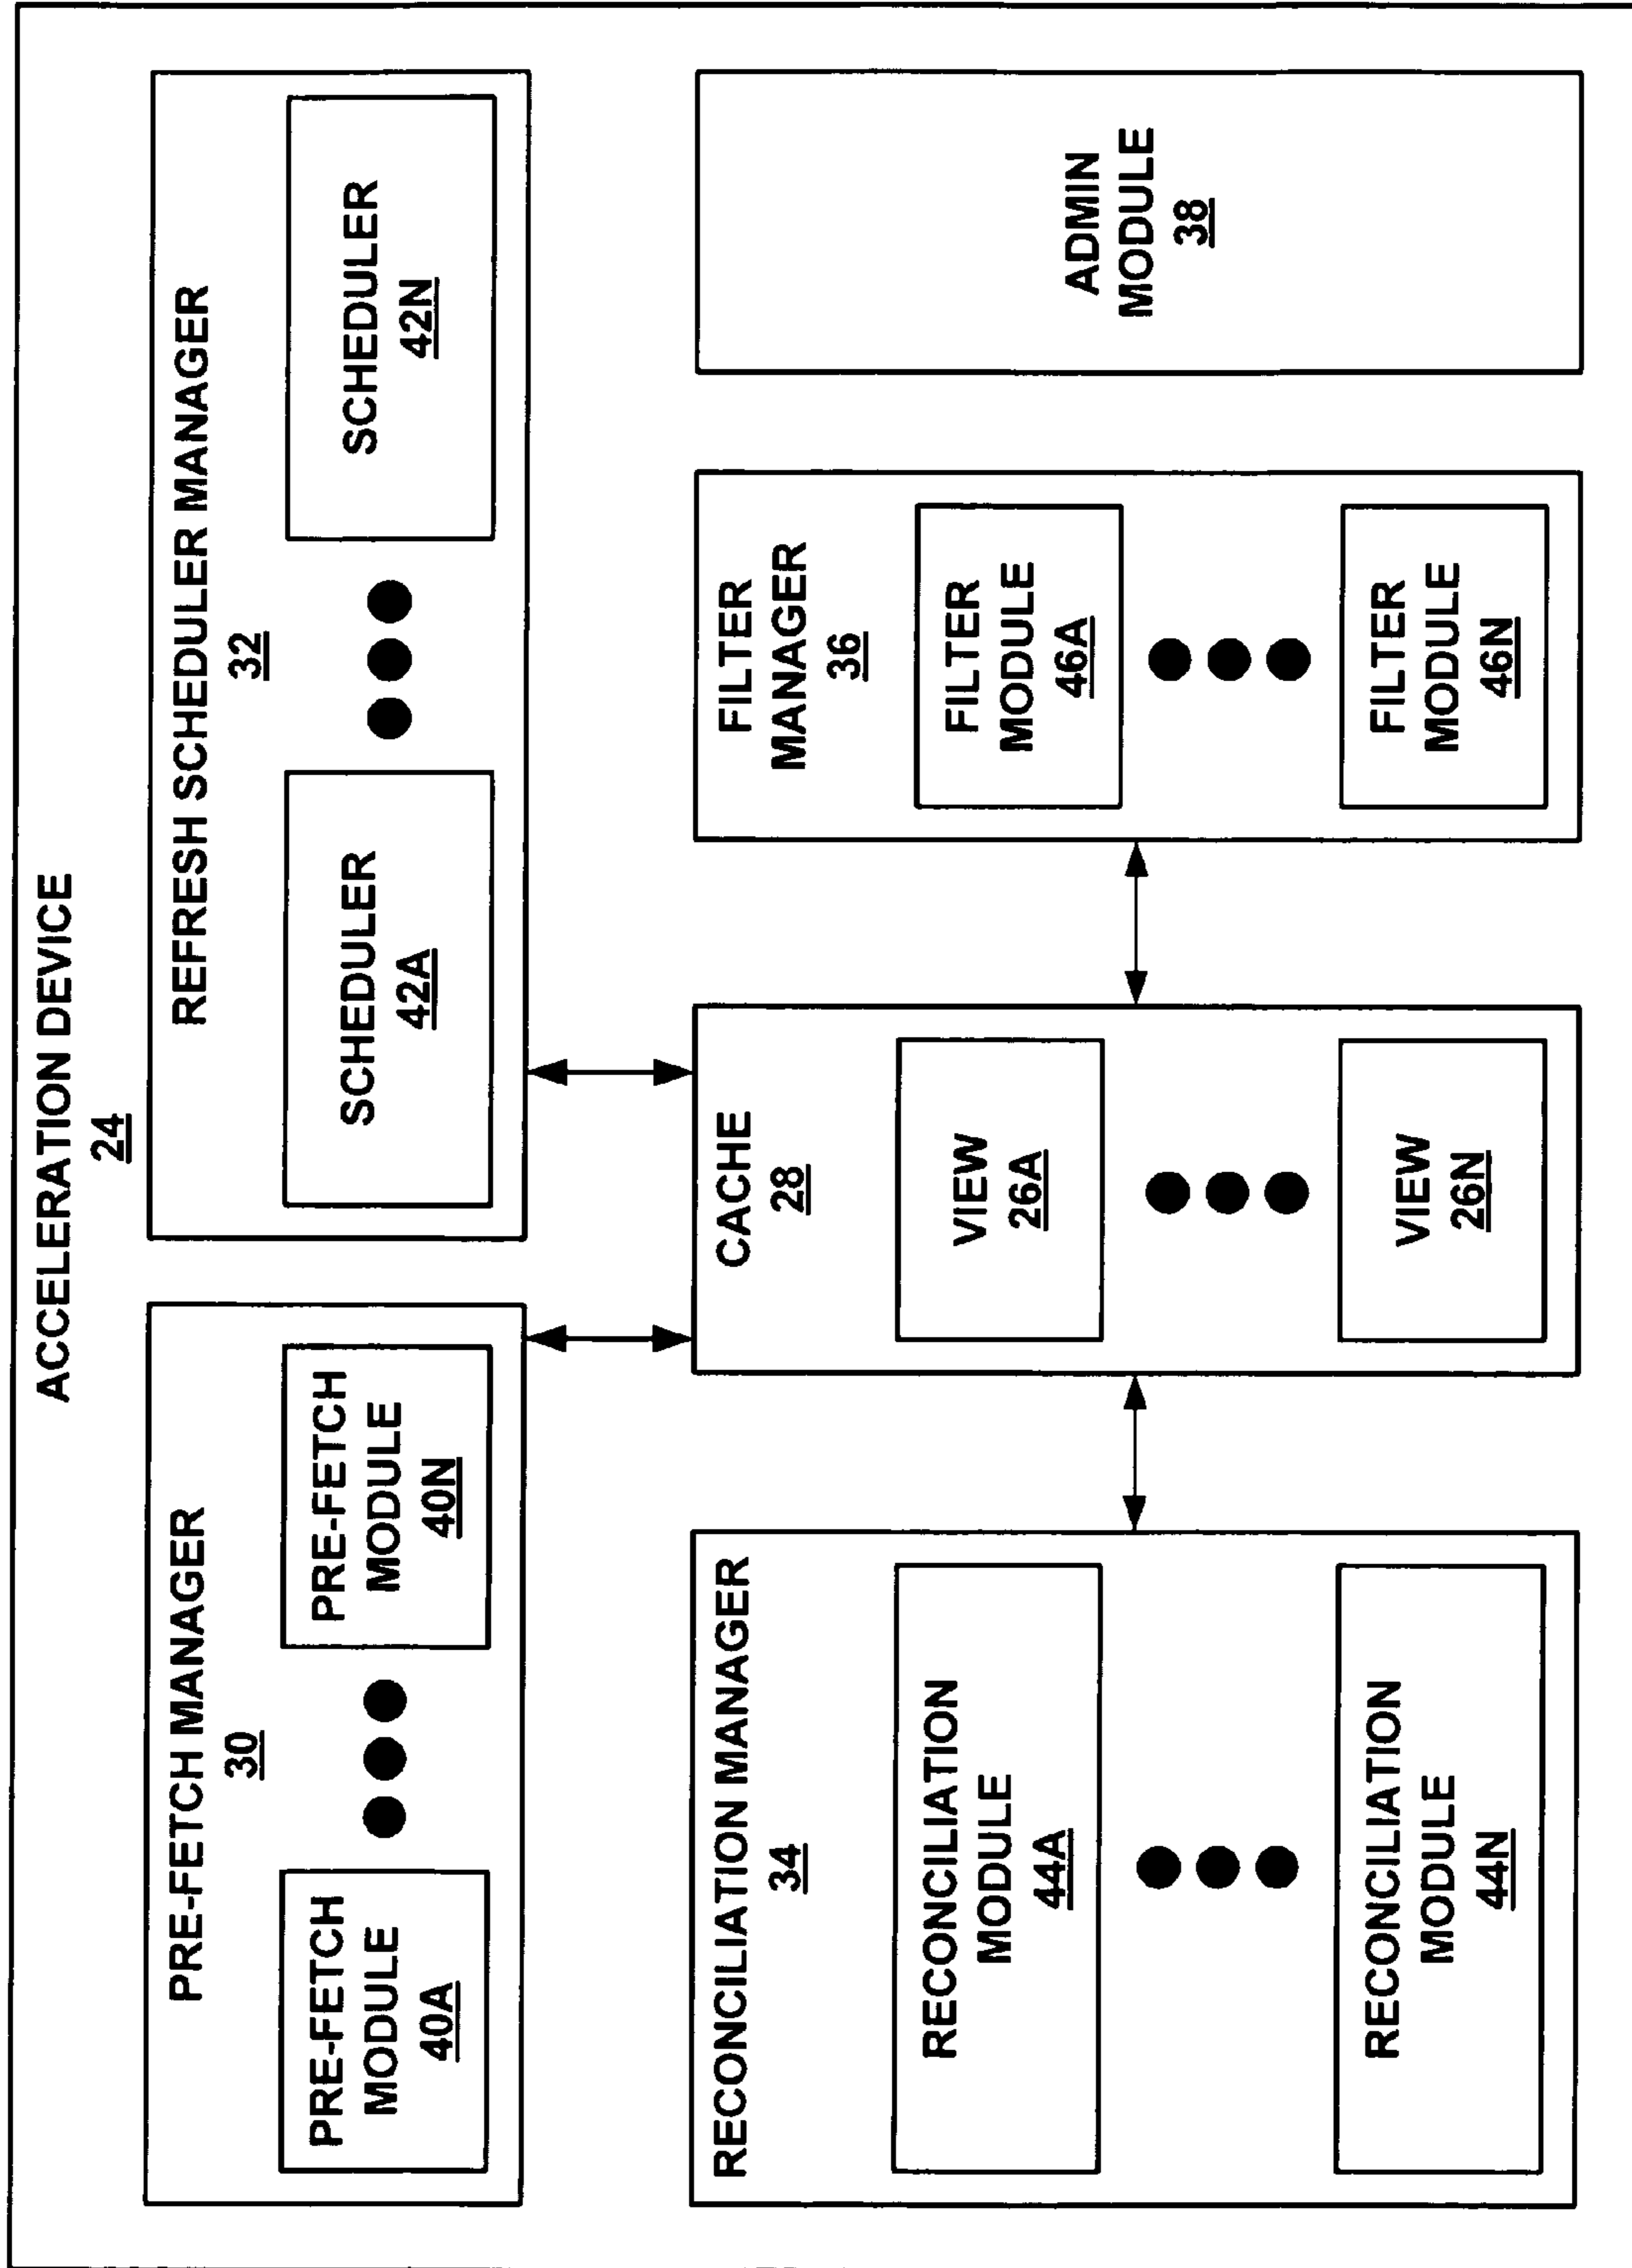 ACCELERATION DEVICE
24
PRE-FETCH MANAGER
30
PRE-FETCH
MODULE
40A
PRE-FETCH
MODULE
40N
REFRESH SCHEDULER MANAGER
32
SCHEDULER
42A
SCHEDULER
42N
RECONCILIATION MANAGER
34
RECONCILIATION
MODULE
44A
RECONCILIATION
MODULE
44N
CACHE
28
VIEW
26A
VIEW
26N
FILTER
MANAGER
36
FILTER
MODULE
46A
FILTER
MODULE
46N
ADMIN
MODULE
38